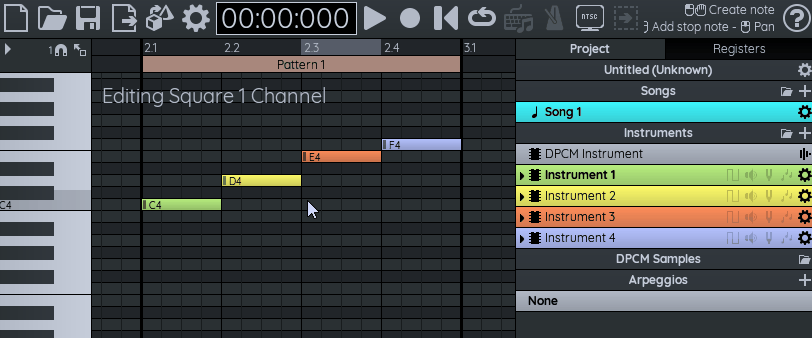 00:00:000
NTSC
Create note
Add stop note - Pan
1
2.1 2.2 2.3 2.4 3.1
Pattern 1
Editing Square 1 Channel
F4
E4
D4
C4
C4
Project Registers
Untitled (Unknown)
Songs
Song 1
Instruments
DPCM Instrument
Instrument 1
Instrument 2
Instrument 3
Instrument 4
DPCM Samples
Arpeggios
None